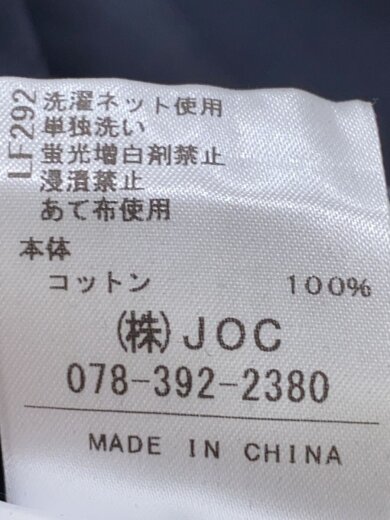 LF292
洗濯ネット使用
単独洗い
蛍光増白剤禁止
浸漬禁止
あて布使用
本体
コットン 100%
(株)JOC
078-392-2380
MADE IN CHINA